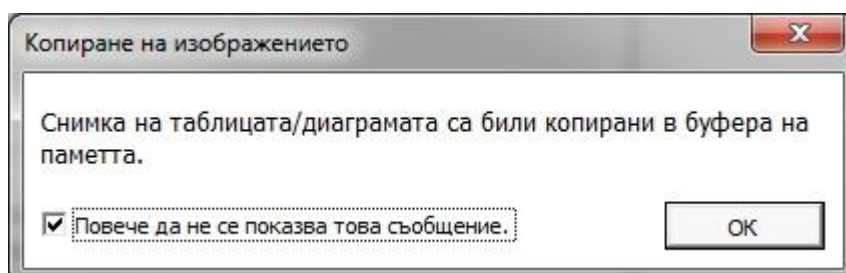 Копиране на изображението
Снимка на таблицата/диаграмата са били копирани в буфера на
паметта.
Повече да не се показва това съобщение.
OK